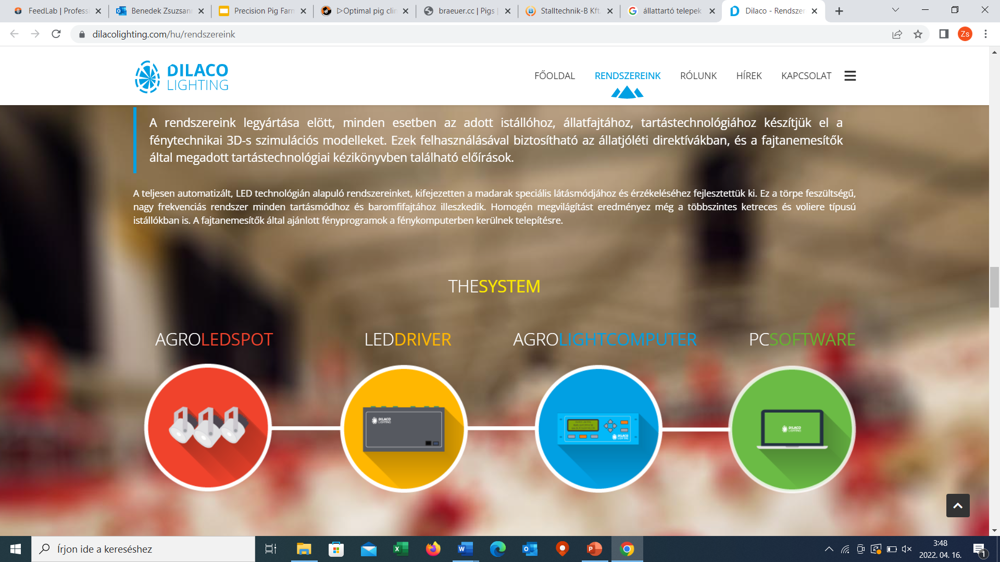 FeedLab | Professi
Benedek Zsuzsann
Precision Pig Farm
▷Optimal pig clim
braeuer.cc | Pigs |
Stalltechnik-B Kft.
állattartó telepek
Dilaco - Rendszer
dilacolighting.com/hu/rendszereink
Zs
DILACO
LIGHTING
FŐOLDAL
RENDSZEREINK
RÓLUNK
HÍREK
KAPCSOLAT
A rendszereink legyártása elött, minden esetben az adott istállóhoz, állatfajtához, tartástechnológiához készítjük el a
fénytechnikai 3D-s szimulációs modelleket. Ezek felhasználásával biztosítható az állatjóléti direktívákban, és a fajtanemesítők
által megadott tartástechnológiai kézikönyvben található előírások.
A teljesen automatizált, LED technológián alapuló rendszereinket, kifejezetten a madarak speciális látásmódjához és érzékeléséhez fejlesztettük ki. Ez a törpe feszültségű,
nagy frekvenciás rendszer minden tartásmódhoz és baromfifajtához illeszkedik. Homogén megvilágítást eredményez még a többszintes ketreces és voliere típusú
istállókban is. A fajtanemesítők által ajánlott fényprogramok a fénykomputerben kerülnek telepítésre.
THESYSTEM
AGROLEDSPOT
LEDDRIVER
AGROLIGHTCOMPUTER
PCSOFTWARE
DILACO
LIGHTING
DILACO
LIGHTING
DILACO
LIGHTING
Írjon ide a kereséshez
3:48
2022. 04. 16.
1